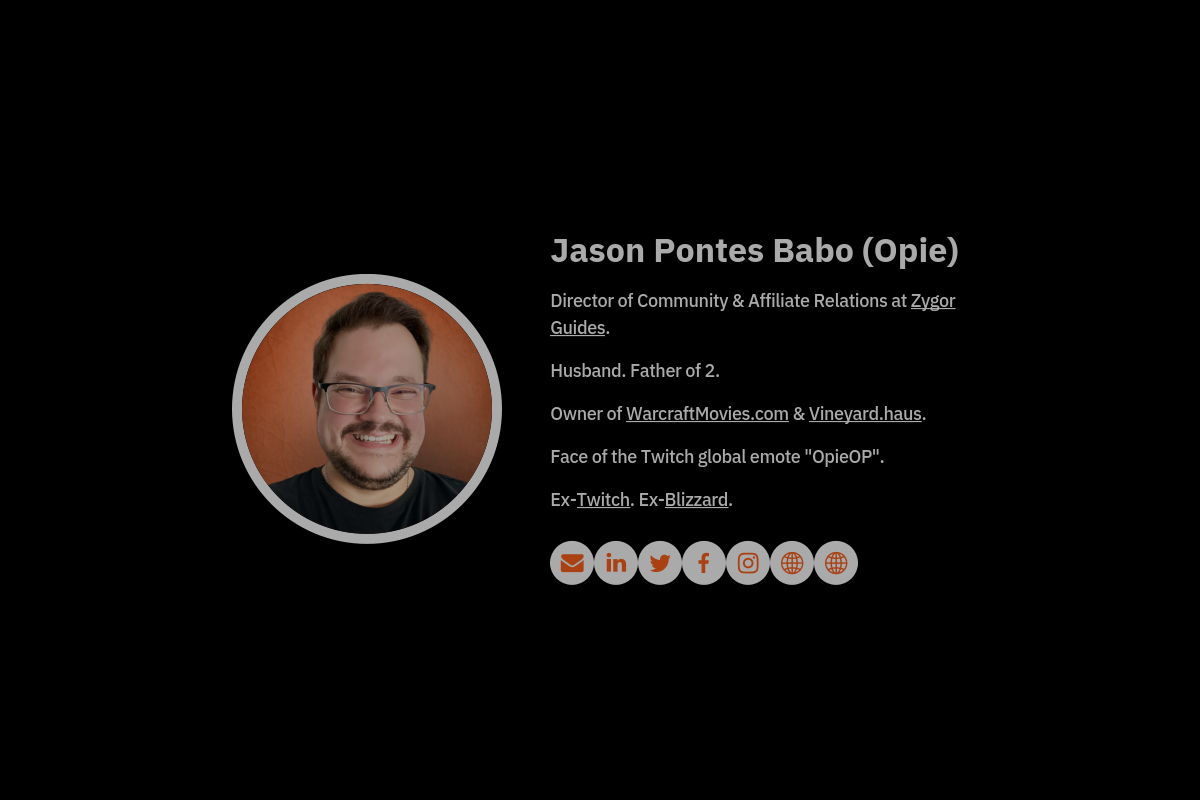 Jason Pontes Babo (Opie)
Director of Community & Affiliate Relations at Zygor
Guides.
Husband. Father of 2.
Owner of WarcraftMovies.com & Vineyard.haus.
Face of the Twitch global emote "OpieOP".
Ex-Twitch. Ex-Blizzard.